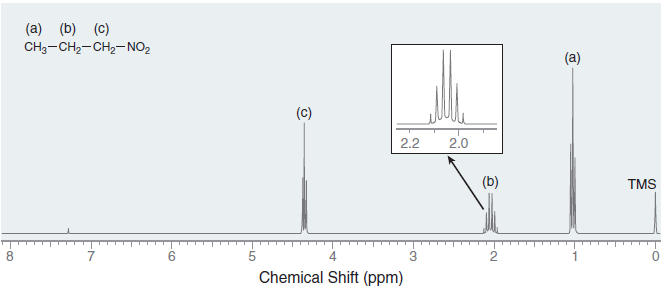 (a) (b) (c)
CH₃—CH₂—CH₂—NO₂
(a)
(c)
2.2 2.0
(b)
TMS
8 7 6 5 4 3 2 1 0
Chemical Shift (ppm)